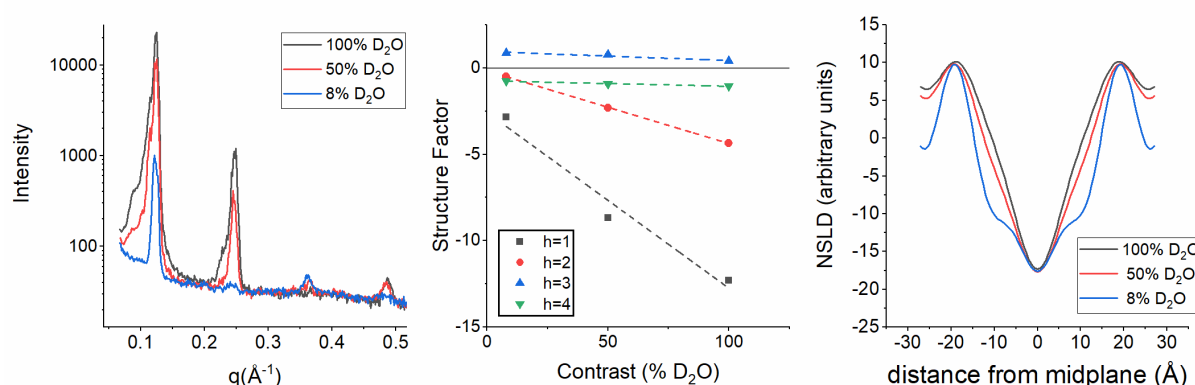 Intensity
10000
1000
100
0.1
0.2
0.3
0.4
0.5
q(Å⁻¹)
100% D₂O
50% D₂O
8% D₂O
Structure Factor
0
-5
-10
-15
0
50
100
Contrast (% D₂O)
h=1
h=2
h=3
h=4
NSLD (arbitrary units)
25
20
15
10
5
0
-5
-10
-15
-20
-25
-30
-20
-10
0
10
20
30
distance from midplane (Å)
100% D₂O
50% D₂O
8% D₂O